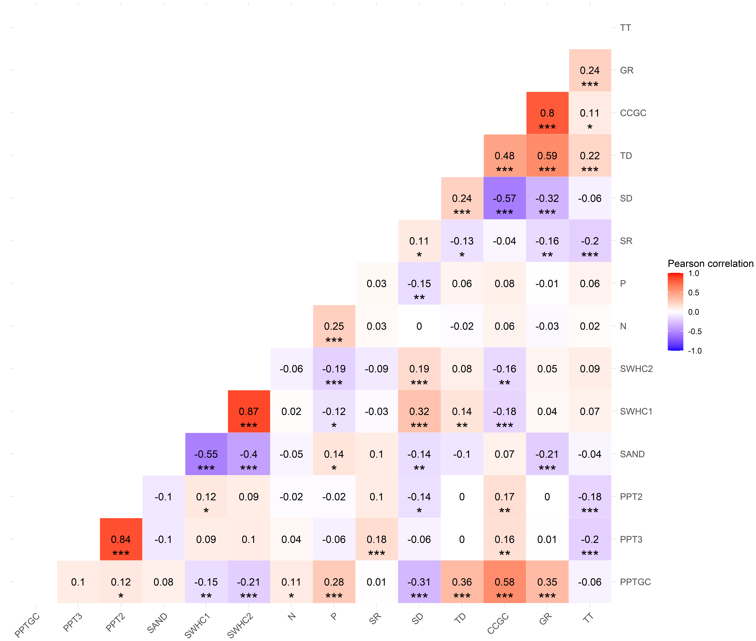 TT
0.24 GR
***
0.8 0.11 CCGC
*** *
0.48 0.59 0.22 TD
*** *** ***
0.24 -0.57 -0.32 -0.06 SD
*** *** ***
0.11 -0.13 -0.04 -0.16 -0.2 SR
* * ** ***
Pearson correlation
1.0
0.5
0.0
-0.5
-1.0
0.03 -0.15 0.06 0.08 -0.01 0.06 P
**
0.25 0.03 0 -0.02 0.06 -0.03 0.02 N
***
-0.06 -0.19 -0.09 0.19 0.08 -0.16 0.05 0.09 SWHC2
*** *** **
0.87 0.02 -0.12 -0.03 0.32 0.14 -0.18 0.04 0.07 SWHC1
*** * *** ** ***
-0.55 -0.4 -0.05 0.14 0.1 -0.14 -0.1 0.07 -0.21 -0.04 SAND
*** *** * ** ***
-0.1 0.12 0.09 -0.02 -0.02 0.1 -0.14 0 0.17 0 -0.18 PPT2
* * ** ***
0.84 -0.1 0.09 0.1 0.04 -0.06 0.18 -0.06 0 0.16 0.01 -0.2 PPT3
*** *** ** ***
0.1 0.12 0.08 -0.15 -0.21 0.11 0.28 0.01 -0.31 0.36 0.58 0.35 -0.06 PPTGC
* ** *** * *** *** *** *** ***
PPTGC PPT3 PPT2 SAND SWHC1 SWHC2 N P SR SD TD CCGC GR TT